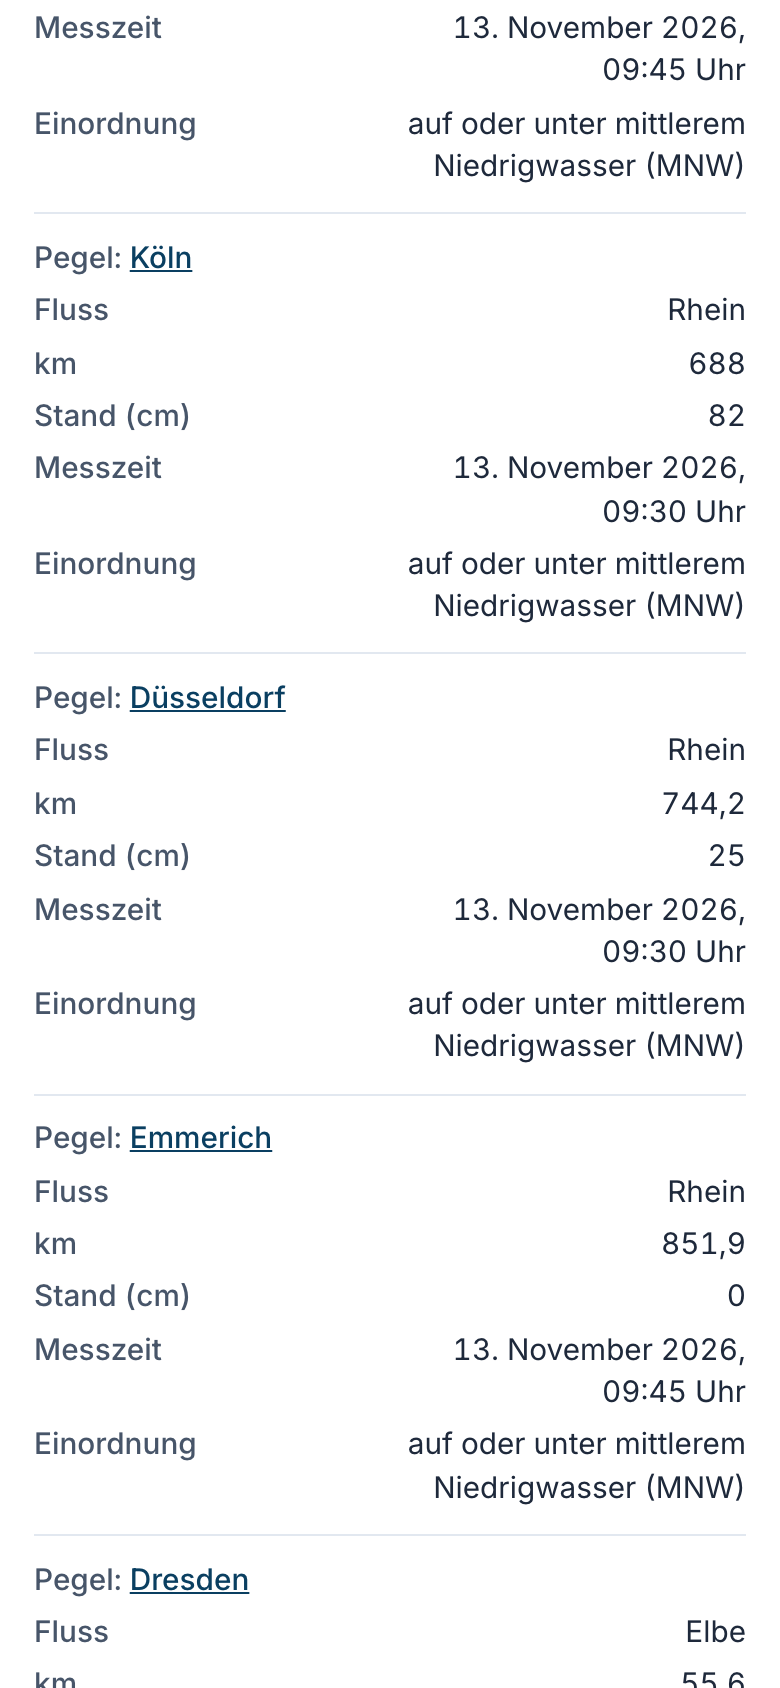 Messzeit 13. November 2026,
09:45 Uhr
Einordnung auf oder unter mittlerem
Niedrigwasser (MNW)
Pegel: Köln
Fluss Rhein
km 688
Stand (cm) 82
Messzeit 13. November 2026,
09:30 Uhr
Einordnung auf oder unter mittlerem
Niedrigwasser (MNW)
Pegel: Düsseldorf
Fluss Rhein
km 744,2
Stand (cm) 25
Messzeit 13. November 2026,
09:30 Uhr
Einordnung auf oder unter mittlerem
Niedrigwasser (MNW)
Pegel: Emmerich
Fluss Rhein
km 851,9
Stand (cm) 0
Messzeit 13. November 2026,
09:45 Uhr
Einordnung auf oder unter mittlerem
Niedrigwasser (MNW)
Pegel: Dresden
Fluss Elbe
km 55,6